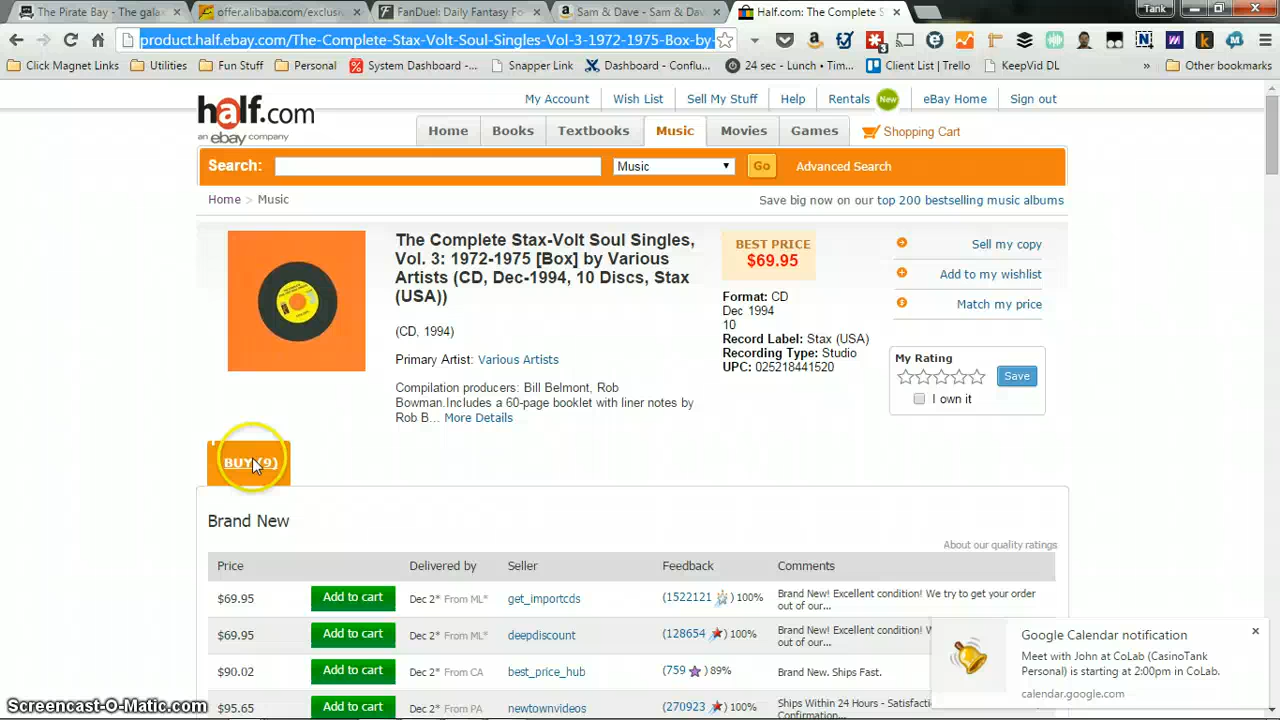 The Pirate Bay - The galax
offer.alibaba.com/exclusiv
FanDuel: Daily Fantasy Fo
Sam & Dave - Sam & Dav
Half.com: The Complete S
Tank
product.half.ebay.com/The-Complete-Stax-Volt-Soul-Singles-Vol-3-1972-1975-Box-by-
Click Magnet Links
Utilities
Fun Stuff
Personal
System Dashboard -...
Snapper Link
Dashboard - Conflu...
24 sec - Lunch • Tim...
Client List | Trello
KeepVid DL
»
Other bookmarks
half.com
an ebay company
My Account
Wish List
Sell My Stuff
Help
Rentals New
eBay Home
Sign out
Home
Books
Textbooks
Music
Movies
Games
Shopping Cart
Search:
Music
Go
Advanced Search
Home > Music
Save big now on our top 200 bestselling music albums
The Complete Stax-Volt Soul Singles,
Vol. 3: 1972-1975 [Box] by Various
Artists (CD, Dec-1994, 10 Discs, Stax
(USA))
(CD, 1994)
Primary Artist: Various Artists
Compilation producers: Bill Belmont, Rob
Bowman.Includes a 60-page booklet with liner notes by
Rob B... More Details
BEST PRICE
$69.95
Format: CD
Dec 1994
10
Record Label: Stax (USA)
Recording Type: Studio
UPC: 025218441520
Sell my copy
Add to my wishlist
Match my price
My Rating
Save
I own it
BUY (9)
Brand New
About our quality ratings
Price
Delivered by
Seller
Feedback
Comments
$69.95
Add to cart
Dec 2* From ML*
get_importcds
(1522121 ) 100%
Brand New! Excellent condition! We try to get your order
out of our...
$69.95
Add to cart
Dec 2* From ML*
deepdiscount
(128654 ) 100%
Brand New! Excellent condition! W
out of our...
$90.02
Add to cart
Dec 2* From CA
best_price_hub
(759 ) 89%
Brand New. Ships Fast.
$95.65
Add to cart
Dec 2* From PA
newtownvideos
(270923 ) 100%
Ships Within 24 Hours - Satisfactio
Confirmation...
Google Calendar notification
Meet with John at CoLab (CasinoTank
Personal) is starting at 2:00pm in CoLab.
calendar.google.com
Screencast-O-Matic.com